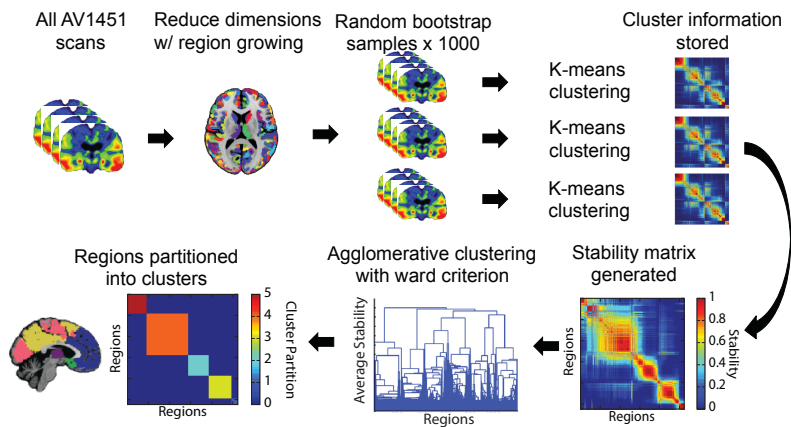 All AV1451
scans
Reduce dimensions
w/ region growing
Random bootstrap
samples x 1000
Cluster information
stored
K-means
clustering
K-means
clustering
K-means
clustering
Regions partitioned
into clusters
Regions
Regions
5
4
3
2
1
0
Cluster Partition
Agglomerative clustering
with ward criterion
Average Stability
Regions
Stability matrix
generated
Regions
Regions
1
0.8
0.6
0.4
0.2
0
Stability